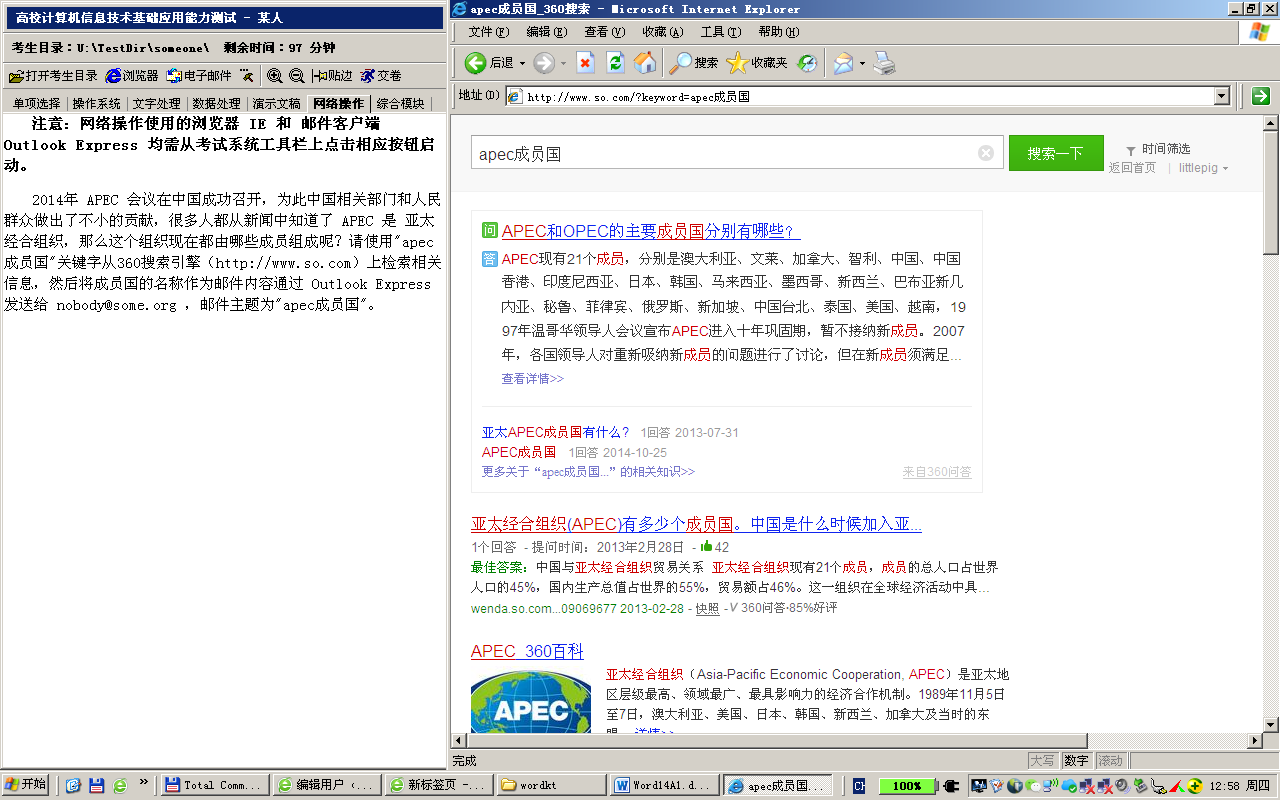 高校计算机信息技术基础应用能力测试 - 某人
考生目录：U:\TestDir\someone\ 剩余时间：97 分钟
打开考生目录 浏览器 电子邮件 贴边 交卷
单项选择 操作系统 文字处理 数据处理 演示文稿 网络操作 综合模块
注意：网络操作使用的浏览器 IE 和 邮件客户端
Outlook Express 均需从考试系统工具栏上点击相应按钮启
动。
2014年 APEC 会议在中国成功召开，为此中国相关部门和人民
群众做出了不小的贡献，很多人都从新闻中知道了 APEC 是 亚太
经合组织，那么这个组织现在都由哪些成员组成呢？请使用"apec
成员国"关键字从360搜索引擎（http://www.so.com）上检索相关
信息，然后将成员国的名称作为邮件内容通过 Outlook Express
发送给 nobody@some.org ，邮件主题为"apec成员国"。
apec成员国_360搜索 - Microsoft Internet Explorer
文件(F) 编辑(E) 查看(V) 收藏(A) 工具(T) 帮助(H)
后退 搜索 收藏夹
地址(D) http://www.so.com/?keyword=apec成员国
apec成员国 搜索一下 时间筛选
返回首页 | littlepig
问 APEC和OPEC的主要成员国分别有哪些？
答 APEC现有21个成员，分别是澳大利亚、文莱、加拿大、智利、中国、中国
香港、印度尼西亚、日本、韩国、马来西亚、墨西哥、新西兰、巴布亚新几
内亚、秘鲁、菲律宾、俄罗斯、新加坡、中国台北、泰国、美国、越南，19
97年温哥华领导人会议宣布APEC进入十年巩固期，暂不接纳新成员。2007
年，各国领导人对重新吸纳新成员的问题进行了讨论，但在新成员须满足...
查看详情>>
亚太APEC成员国有什么？ 1回答 2013-07-31
APEC成员国 1回答 2014-10-25
更多关于“apec成员国...”的相关知识>> 来自360问答
亚太经合组织(APEC)有多少个成员国。中国是什么时候加入亚...
1个回答 - 提问时间：2013年2月28日 - 42
最佳答案：中国与亚太经合组织贸易关系 亚太经合组织现有21个成员，成员的总人口占世界
人口的45%，国内生产总值占世界的55%，贸易额占46%。这一组织在全球经济活动中具...
wenda.so.com...09069677 2013-02-28 - 快照 - V 360问答·85%好评
APEC_360百科
APEC
亚太经合组织（Asia-Pacific Economic Cooperation, APEC）是亚太地
区层级最高、领域最广、最具影响力的经济合作机制。1989年11月5日
至7日，澳大利亚、美国、日本、韩国、新西兰、加拿大及当时的东
盟... 详情>>
完成 大写 数字 滚动
开始 Total Comm... 编辑用户 (... 新标签页 -... wordkt Word14A1.d... apec成员国... CH 100% 12:58 周四